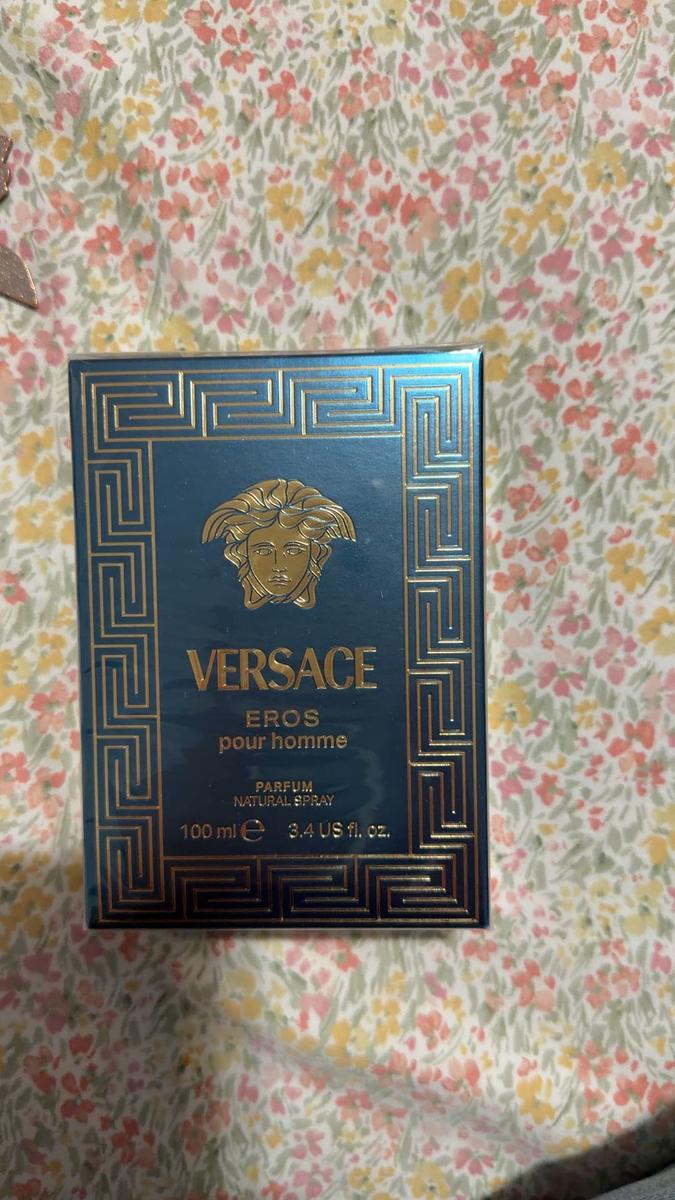 VERSACE
EROS
pour homme
PARFUM
NATURAL SPRAY
100 ml ℮ 3.4 US fl. oz.